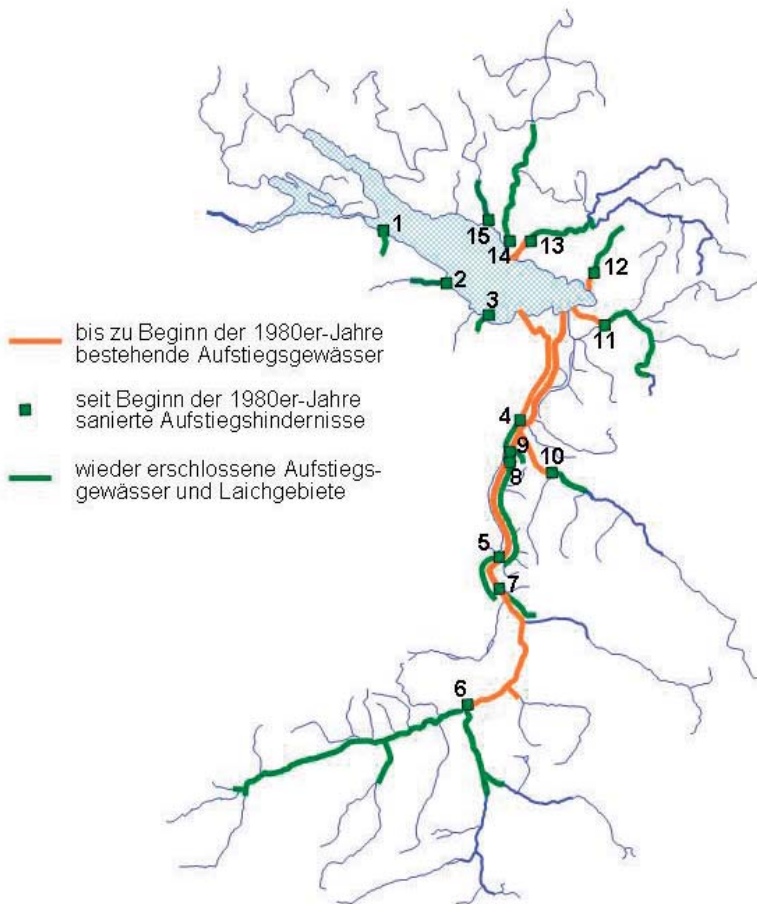 1
2
3
15
14
13
12
11
bis zu Beginn der 1980er-Jahre
bestehende Aufstiegsgewässer
seit Beginn der 1980er-Jahre
sanierte Aufstiegshindernisse
wieder erschlossene Aufstiegs-
gewässer und Laichgebiete
4
9
8
10
5
7
6